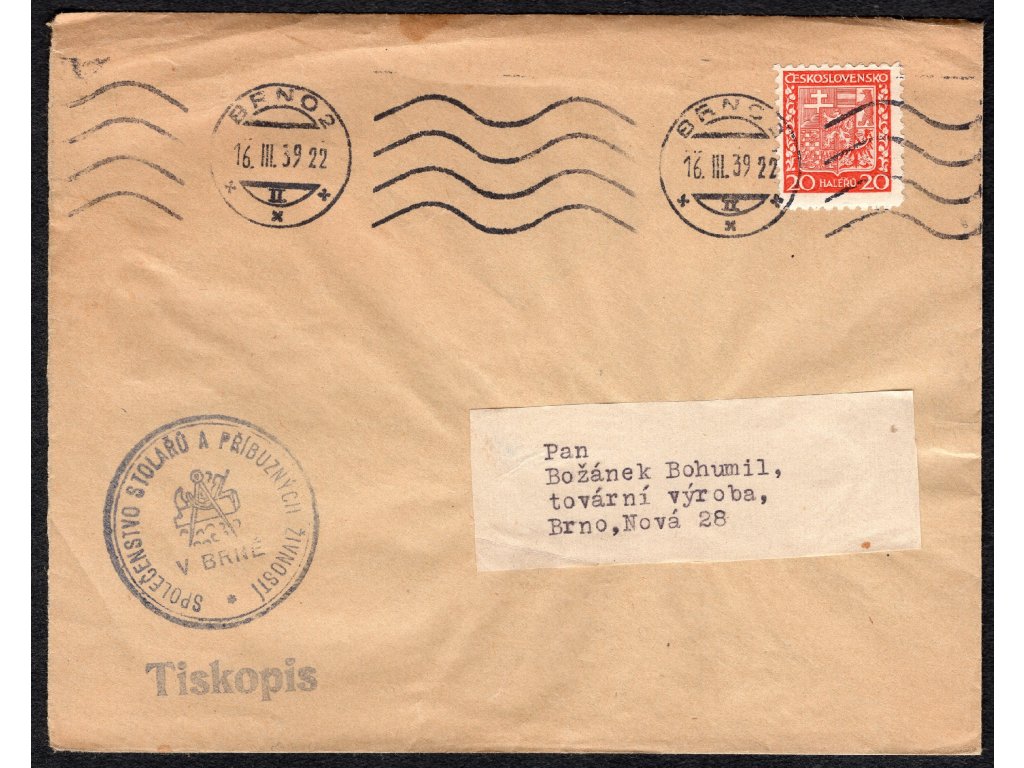 BRNO 2
16. III. 39 22
II
BRNO 2
16. III. 39 22
II
ČESKOSLOVENSKO
20 HALÉŘŮ 20
Pan
Božánek Bohumil,
tovární výroba,
Brno,Nová 28
SPOLEČENSTVO STOLAŘŮ A PŘÍBUZNÝCH ŽIVNOSTÍ
V BRNĚ
Tiskopis